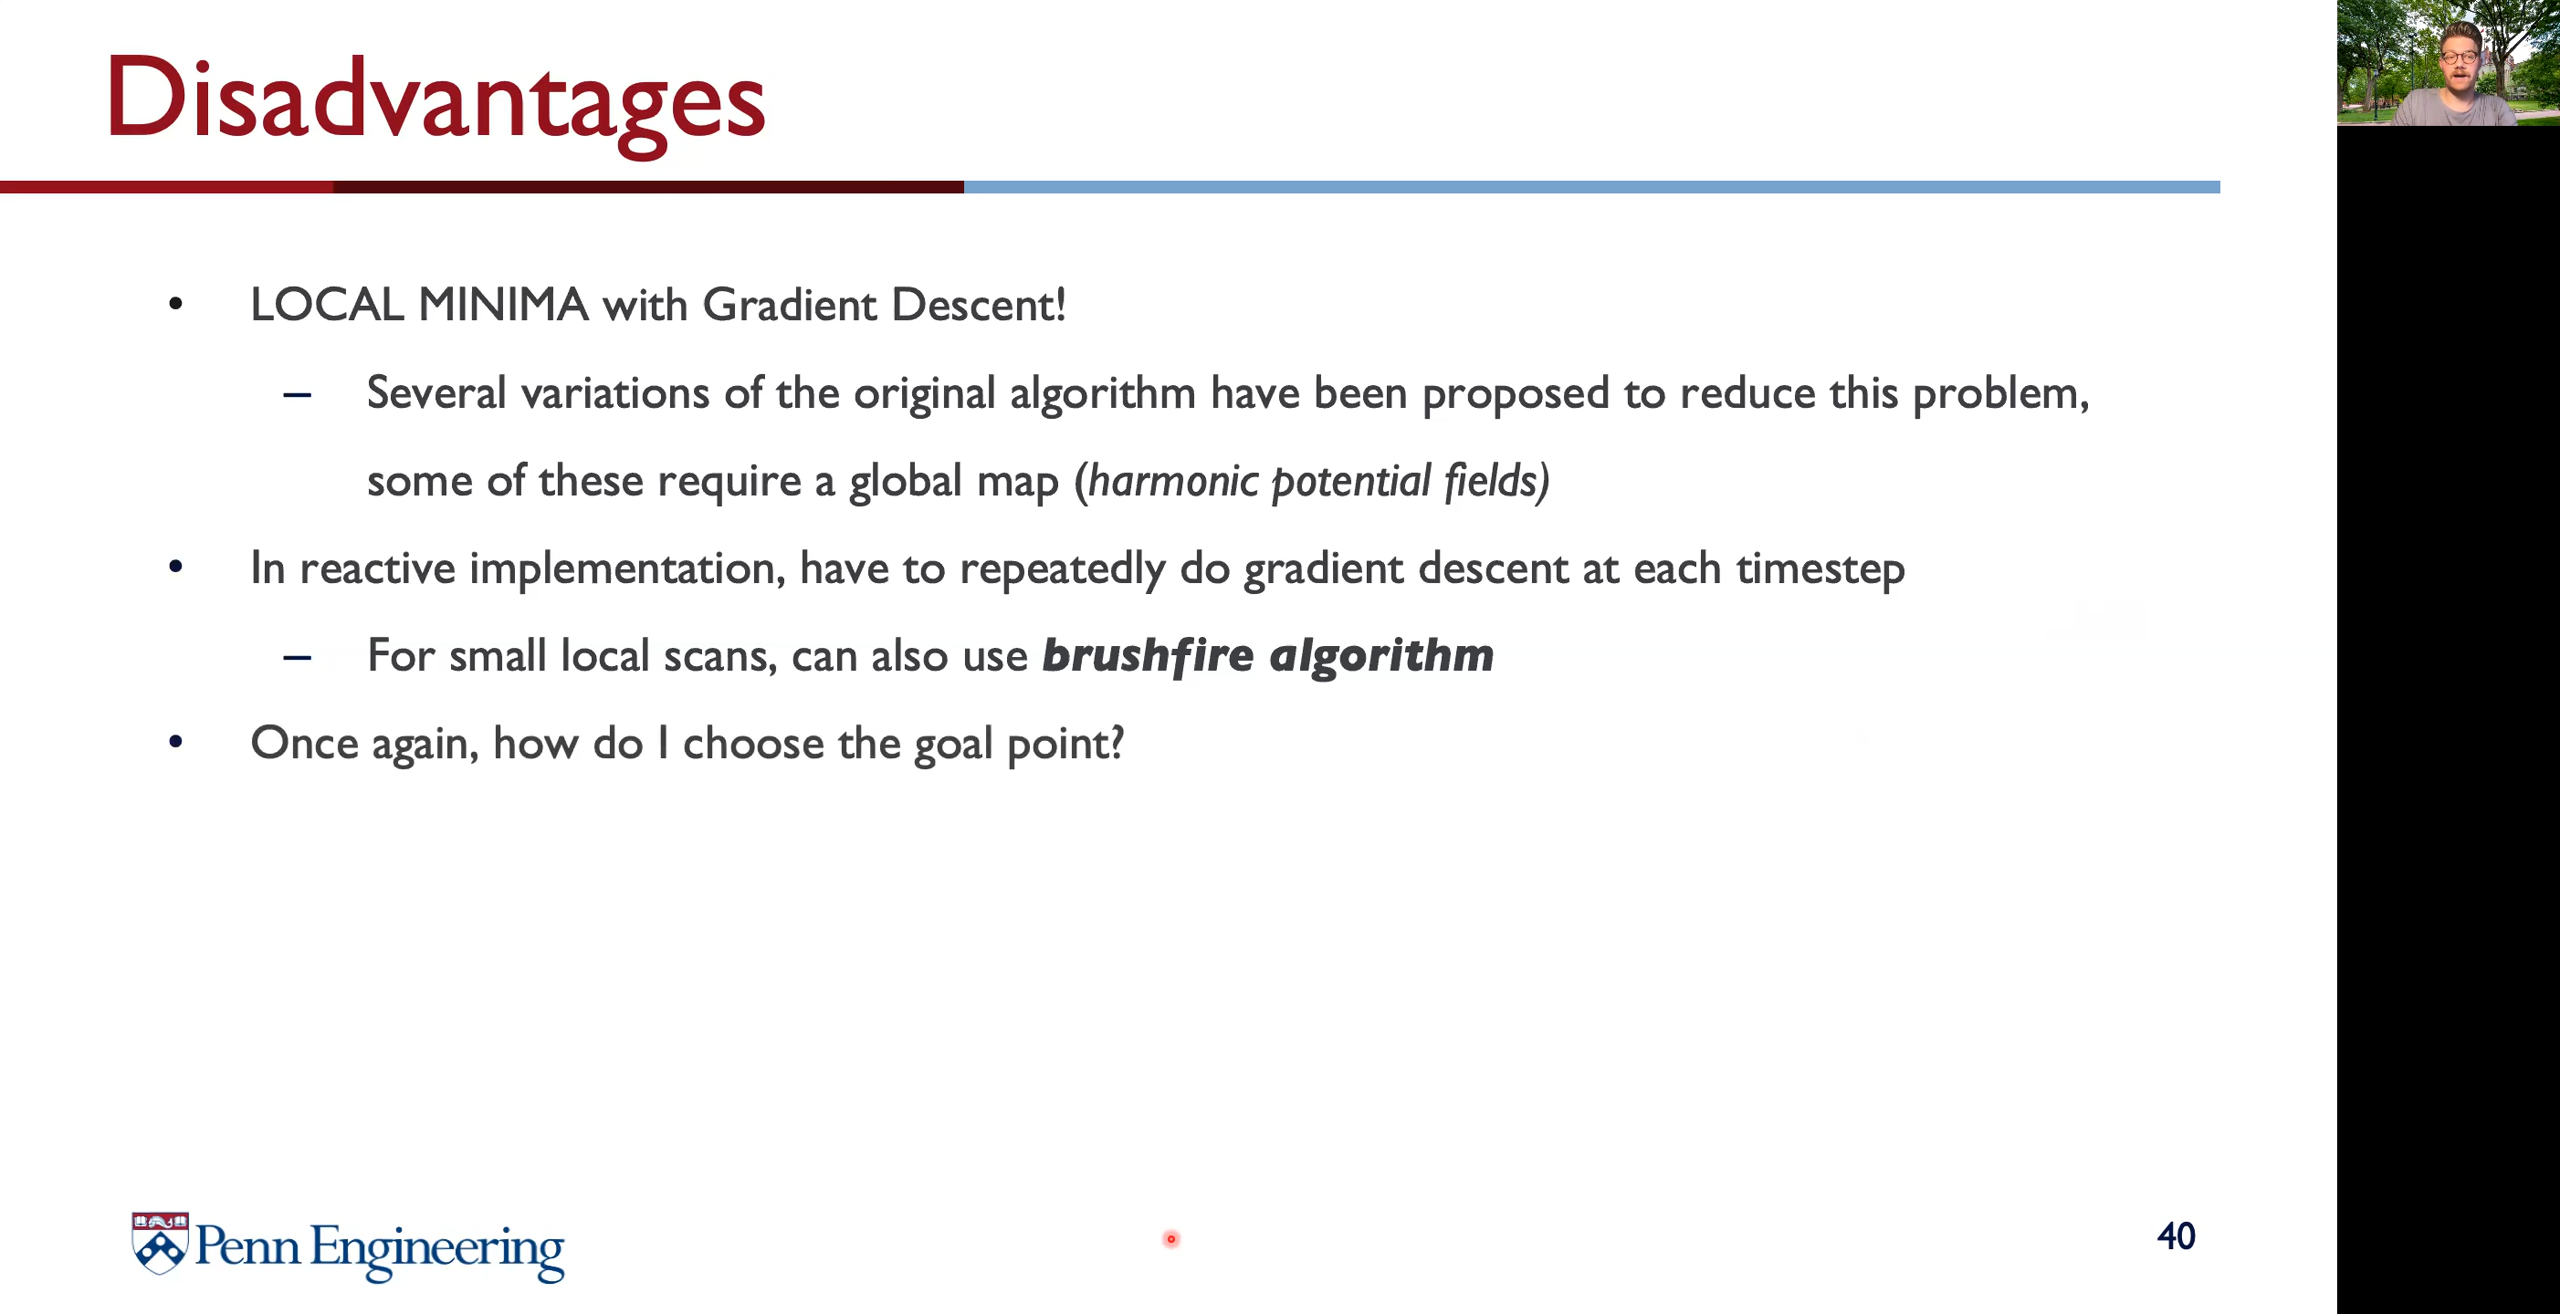 Disadvantages
• LOCAL MINIMA with Gradient Descent!
– Several variations of the original algorithm have been proposed to reduce this problem,
some of these require a global map (harmonic potential fields)
• In reactive implementation, have to repeatedly do gradient descent at each timestep
– For small local scans, can also use brushfire algorithm
• Once again, how do I choose the goal point?
Penn Engineering
40